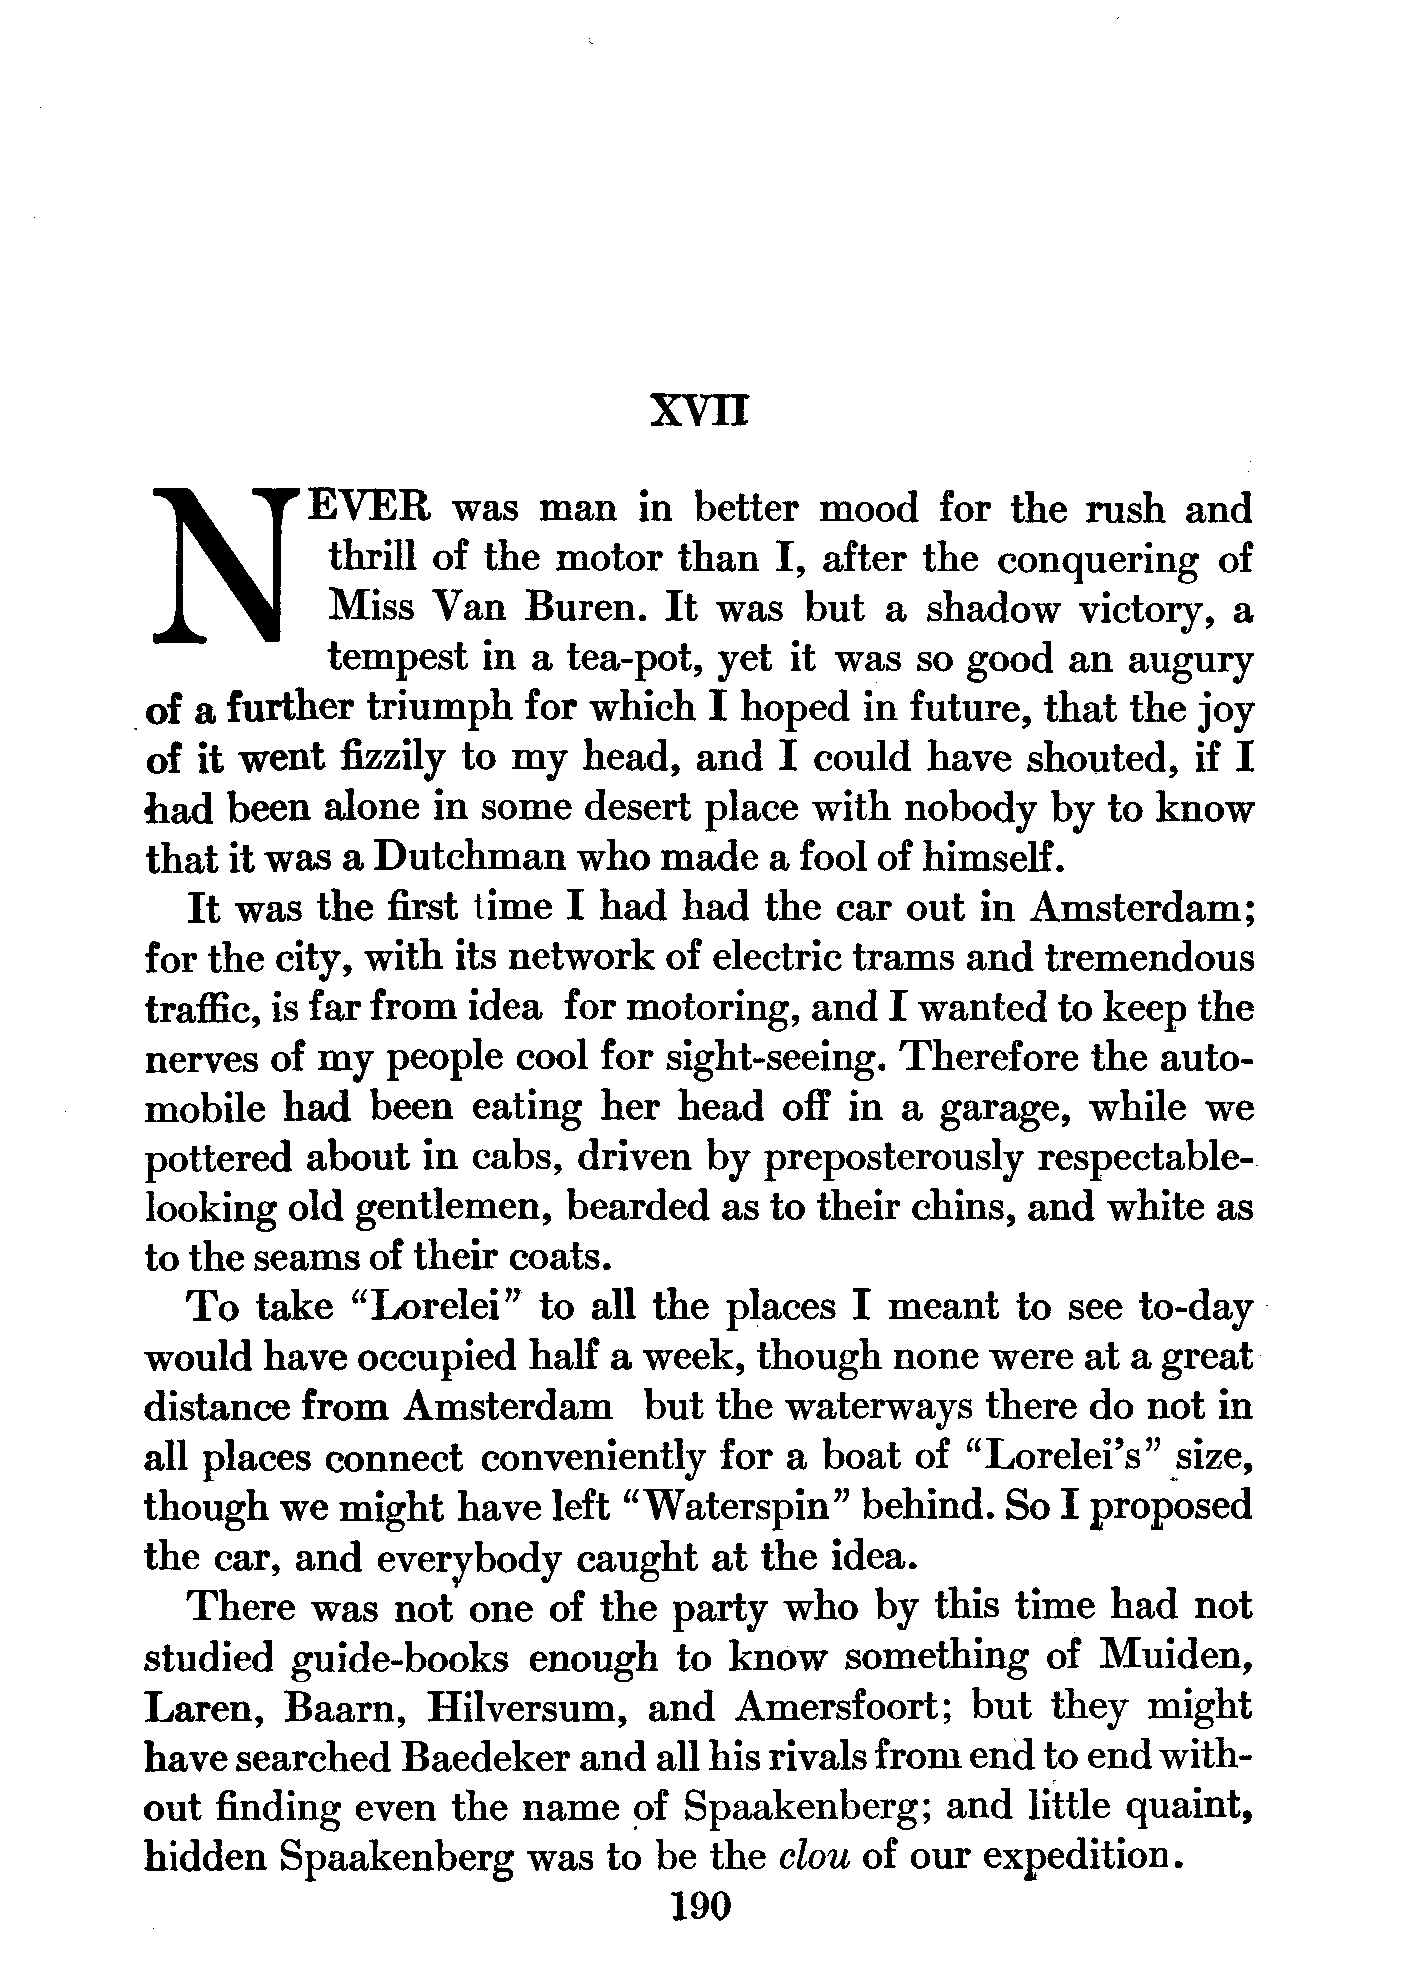 XVII
NEVER was man in better mood for the rush and
thrill of the motor than I, after the conquering of
Miss Van Buren. It was but a shadow victory, a
tempest in a tea-pot, yet it was so good an augury
of a further triumph for which I hoped in future, that the joy
of it went fizzily to my head, and I could have shouted, if I
had been alone in some desert place with nobody by to know
that it was a Dutchman who made a fool of himself.
It was the first time I had had the car out in Amsterdam;
for the city, with its network of electric trams and tremendous
traffic, is far from idea for motoring, and I wanted to keep the
nerves of my people cool for sight-seeing. Therefore the auto-
mobile had been eating her head off in a garage, while we
pottered about in cabs, driven by preposterously respectable-
looking old gentlemen, bearded as to their chins, and white as
to the seams of their coats.
To take “Lorelei” to all the places I meant to see to-day
would have occupied half a week, though none were at a great
distance from Amsterdam but the waterways there do not in
all places connect conveniently for a boat of “Lorelei’s” size,
though we might have left “Waterspin” behind. So I proposed
the car, and everybody caught at the idea.
There was not one of the party who by this time had not
studied guide-books enough to know something of Muiden,
Laren, Baarn, Hilversum, and Amersfoort; but they might
have searched Baedeker and all his rivals from end to end with-
out finding even the name of Spaakenberg; and little quaint,
hidden Spaakenberg was to be the clou of our expedition.
190